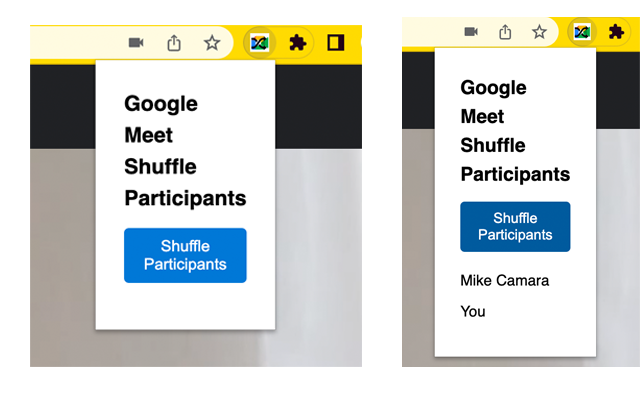 Google
Meet
Shuffle
Participants
Shuffle
Participants
Google
Meet
Shuffle
Participants
Shuffle
Participants
Mike Camara
You